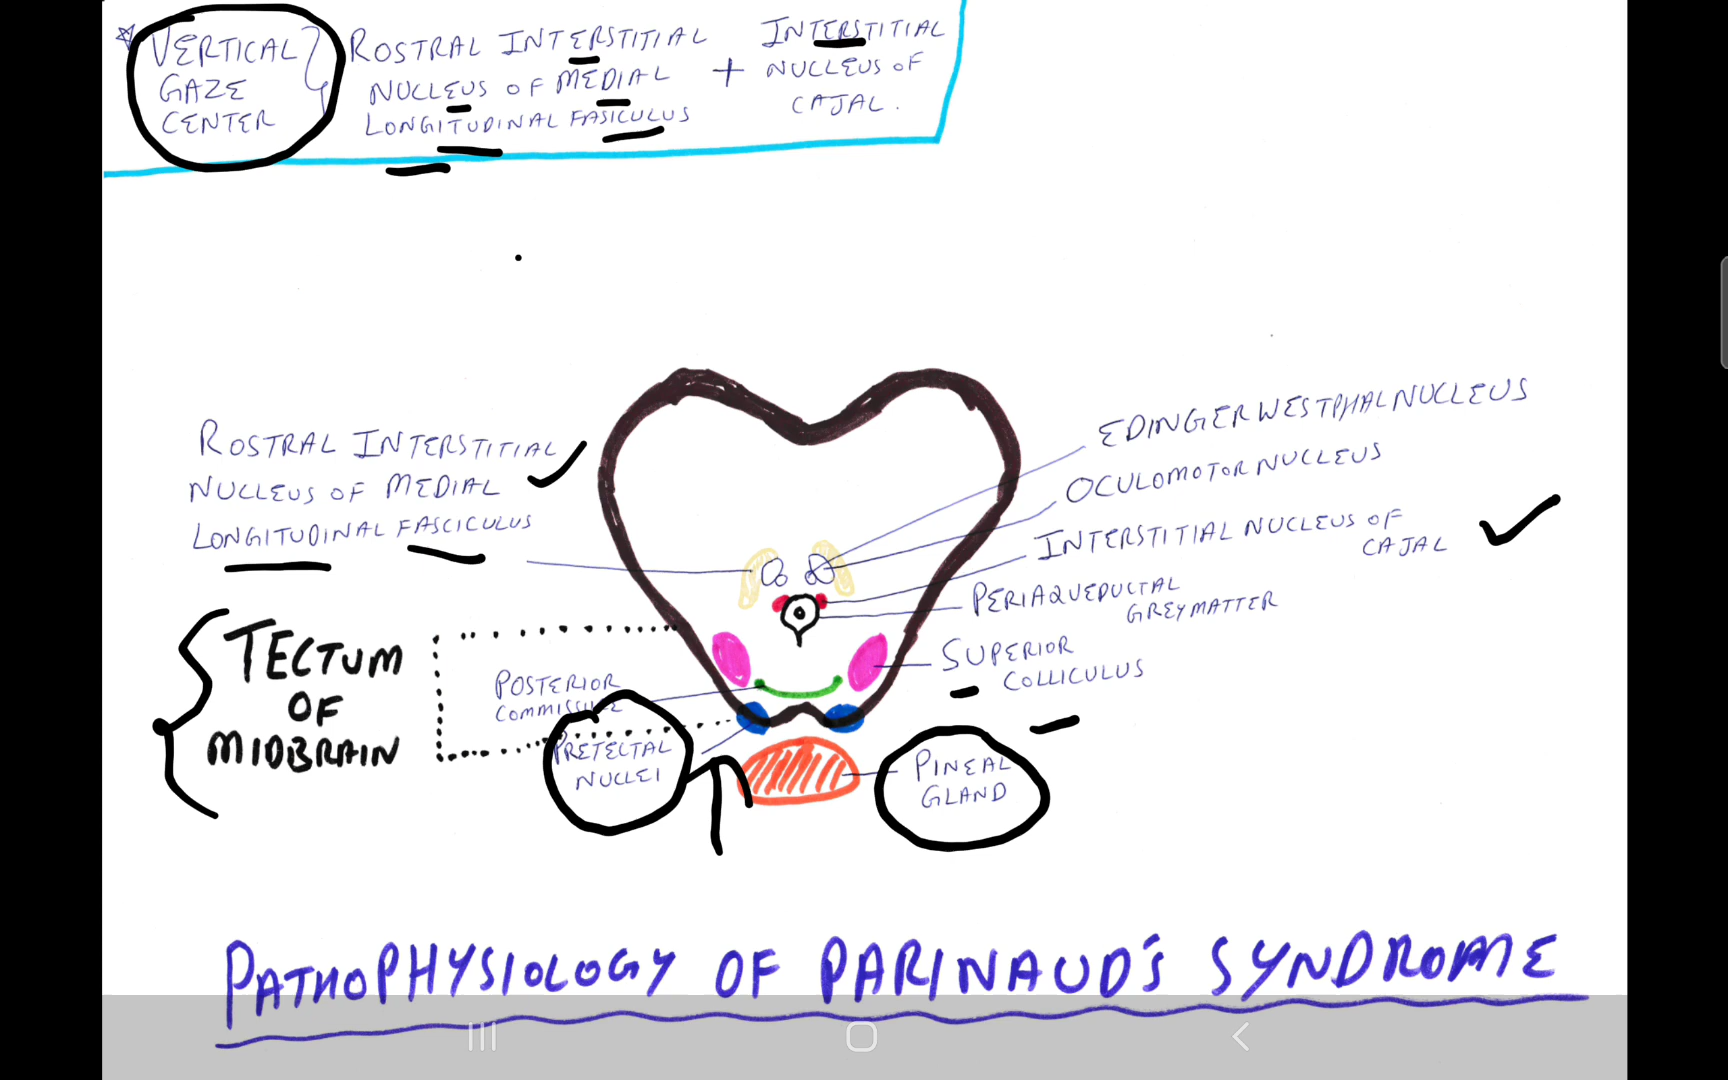 VERTICAL
GAZE
CENTER
ROSTRAL INTERSTITIAL
NUCLEUS OF MEDIAL
LONGITUDINAL FASICULUS
+
INTERSTITIAL
NUCLEUS OF
CAJAL.
ROSTRAL INTERSTITIAL
NUCLEUS OF MEDIAL
LONGITUDINAL FASCICULUS
EDINGER WESTPHAL NUCLEUS
OCULOMOTOR NUCLEUS
INTERSTITIAL NUCLEUS OF
CAJAL
PERIAQUEDUCTAL
GREY MATTER
SUPERIOR
COLLICULUS
TECTUM
OF
MIDBRAIN
POSTERIOR
COMMISSURE
PRETECTAL
NUCLEI
PINEAL
GLAND
PATHOPHYSIOLOGY OF PARINAUD'S SYNDROME